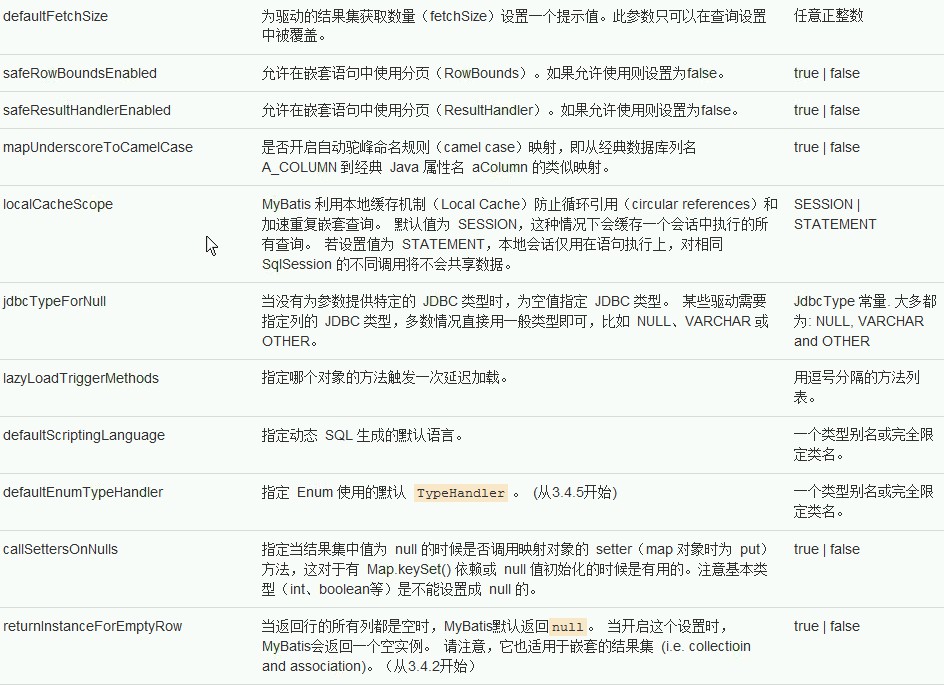 defaultFetchSize
为驱动的结果集获取数量（fetchSize）设置一个提示值。此参数只可以在查询设置
中被覆盖。
任意正整数
safeRowBoundsEnabled
允许在嵌套语句中使用分页（RowBounds）。如果允许使用则设置为false。
true | false
safeResultHandlerEnabled
允许在嵌套语句中使用分页（ResultHandler）。如果允许使用则设置为false。
true | false
mapUnderscoreToCamelCase
是否开启自动驼峰命名规则（camel case）映射，即从经典数据库列名
A_COLUMN 到经典 Java 属性名 aColumn 的类似映射。
true | false
localCacheScope
MyBatis 利用本地缓存机制（Local Cache）防止循环引用（circular references）和
加速重复嵌套查询。 默认值为 SESSION，这种情况下会缓存一个会话中执行的所
有查询。 若设置值为 STATEMENT，本地会话仅用在语句执行上，对相同
SqlSession 的不同调用将不会共享数据。
SESSION |
STATEMENT
jdbcTypeForNull
当没有为参数提供特定的 JDBC 类型时，为空值指定 JDBC 类型。 某些驱动需要
指定列的 JDBC 类型，多数情况直接用一般类型即可，比如 NULL、VARCHAR 或
OTHER。
JdbcType 常量. 大多都
为: NULL, VARCHAR
and OTHER
lazyLoadTriggerMethods
指定哪个对象的方法触发一次延迟加载。
用逗号分隔的方法列
表。
defaultScriptingLanguage
指定动态 SQL 生成的默认语言。
一个类型别名或完全限
定类名。
defaultEnumTypeHandler
指定 Enum 使用的默认 TypeHandler 。 (从3.4.5开始)
一个类型别名或完全限
定类名。
callSettersOnNulls
指定当结果集中值为 null 的时候是否调用映射对象的 setter（map 对象时为 put）
方法，这对于有 Map.keySet() 依赖或 null 值初始化的时候是有用的。注意基本类
型（int、boolean等）是不能设置成 null 的。
true | false
returnInstanceForEmptyRow
当返回行的所有列都是空时，MyBatis默认返回null。 当开启这个设置时，
MyBatis会返回一个空实例。 请注意，它也适用于嵌套的结果集 (i.e. collectioin
and association)。（从3.4.2开始）
true | false